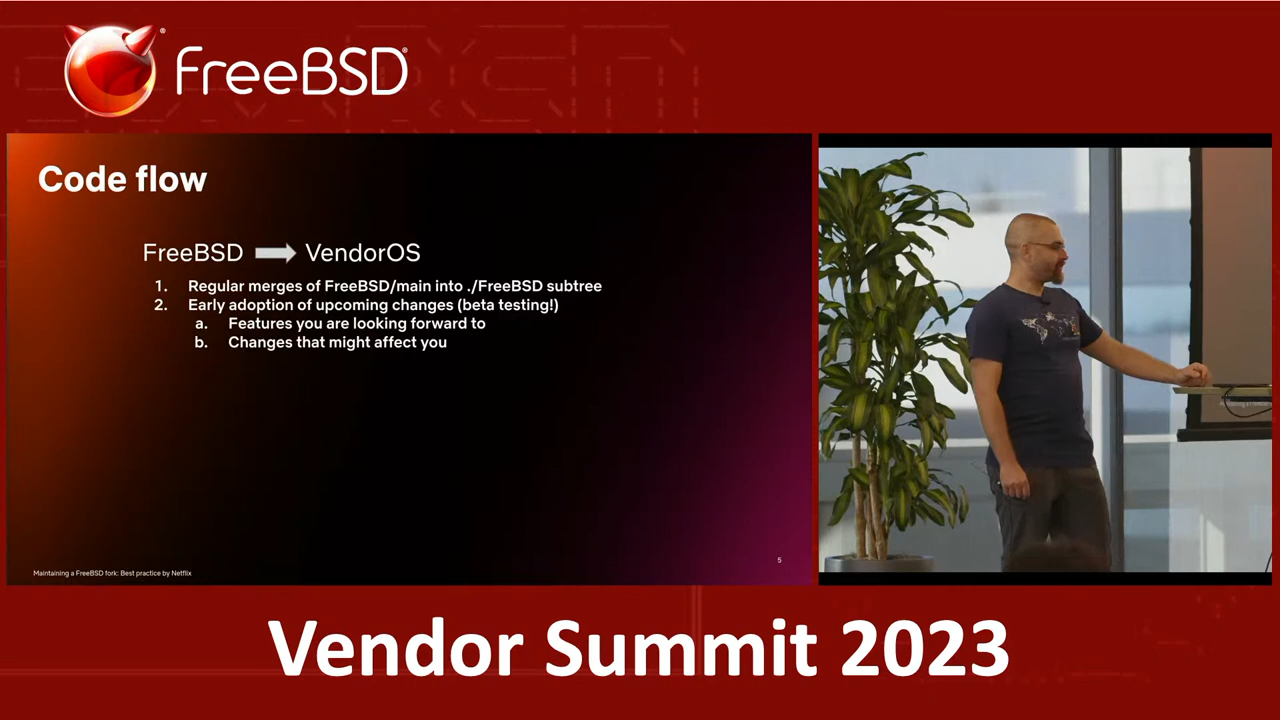 FreeBSD®
Code flow
FreeBSD VendorOS
1. Regular merges of FreeBSD/main into ./FreeBSD subtree
2. Early adoption of upcoming changes (beta testing!)
a. Features you are looking forward to
b. Changes that might affect you
Maintaining a FreeBSD fork: Best practice by Netflix
5
Vendor Summit 2023